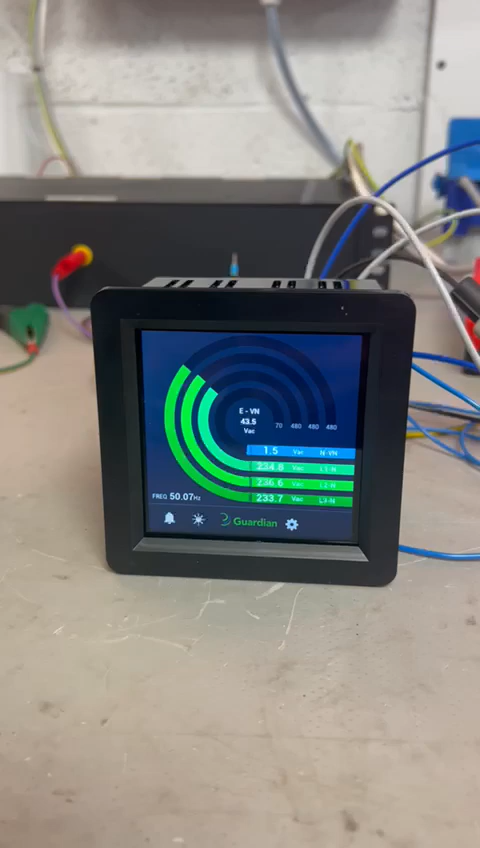 E - VN
43.5
Vac
70 480 480 480
1.5 Vac N-VN
234.8 Vac L1-N
236.6 Vac L2-N
233.7 Vac L3-N
FREQ 50.07Hz
Guardian